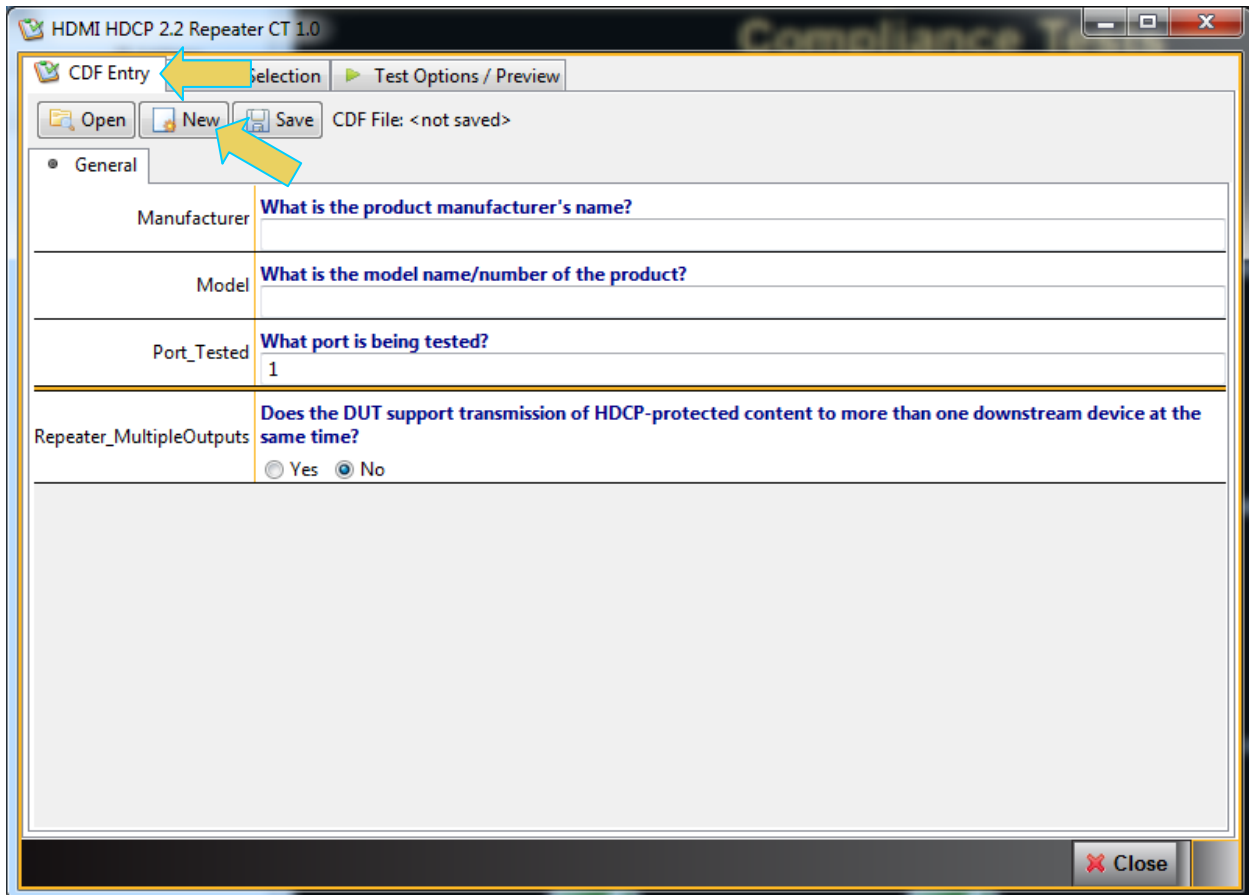 HDMI HDCP 2.2 Repeater CT 1.0
Compliance Tests
CDF Entry
Selection
Test Options / Preview
Open
New
Save
CDF File: <not saved>
General
Manufacturer
What is the product manufacturer's name?
Model
What is the model name/number of the product?
Port_Tested
What port is being tested?
1
Repeater_MultipleOutputs
Does the DUT support transmission of HDCP-protected content to more than one downstream device at the
same time?
Yes
No
Close